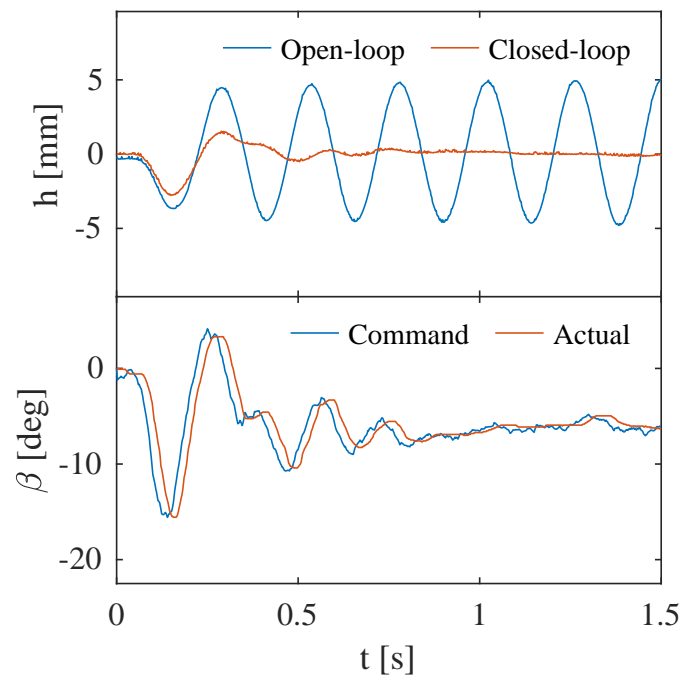 Open-loop Closed-loop
5
0
-5
h [mm]
Command Actual
0
-10
-20
β [deg]
0 0.5 1 1.5
t [s]